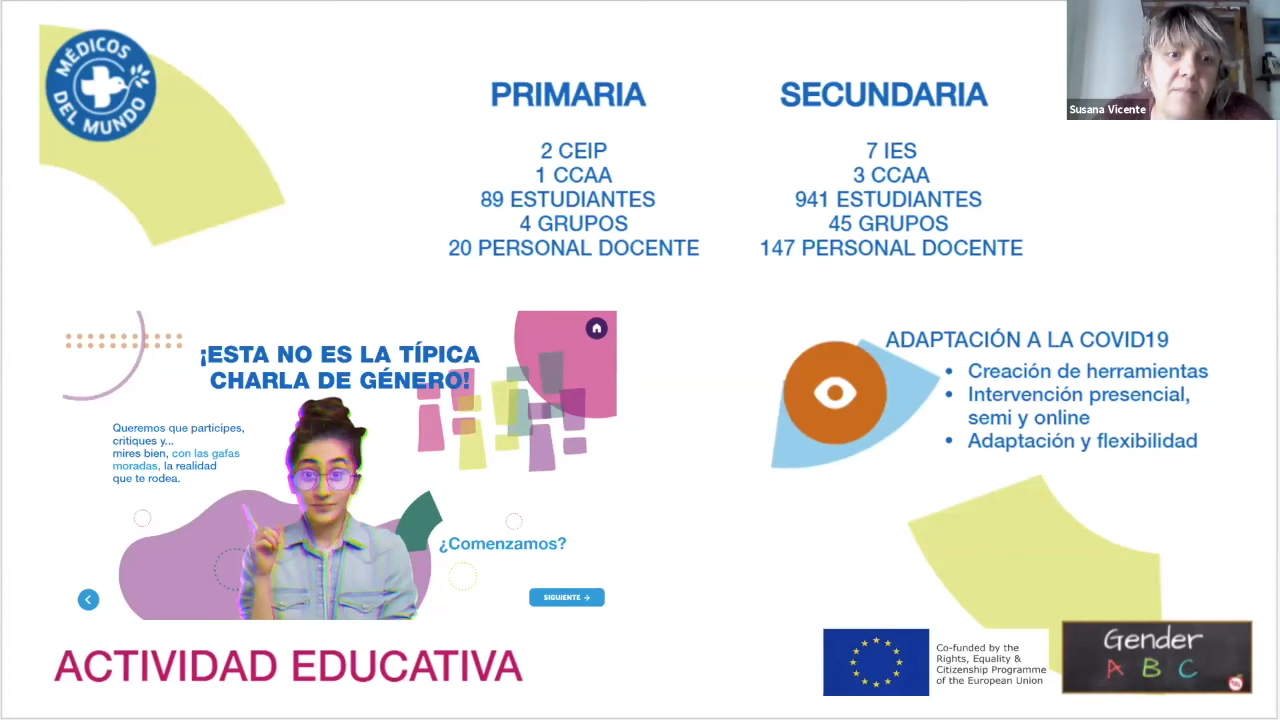 MÉDICOS
DEL MUNDO
Susana Vicente
PRIMARIA
2 CEIP
1 CCAA
89 ESTUDIANTES
4 GRUPOS
20 PERSONAL DOCENTE
SECUNDARIA
7 IES
3 CCAA
941 ESTUDIANTES
45 GRUPOS
147 PERSONAL DOCENTE
¡ESTA NO ES LA TÍPICA
CHARLA DE GÉNERO!
Queremos que participes,
critiques y...
mires bien, con las gafas
moradas, la realidad
que te rodea.
¿Comenzamos?
SIGUIENTE →
ADAPTACIÓN A LA COVID19
• Creación de herramientas
• Intervención presencial,
semi y online
• Adaptación y flexibilidad
ACTIVIDAD EDUCATIVA
Co-funded by the
Rights, Equality &
Citizenship Programme
of the European Union
Gender
A B C